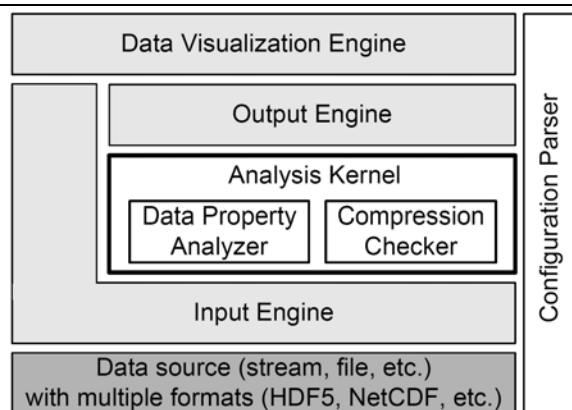 Data Visualization Engine
Output Engine
Analysis Kernel
Data Property
Analyzer
Compression
Checker
Input Engine
Data source (stream, file, etc.)
with multiple formats (HDF5, NetCDF, etc.)
Configuration Parser